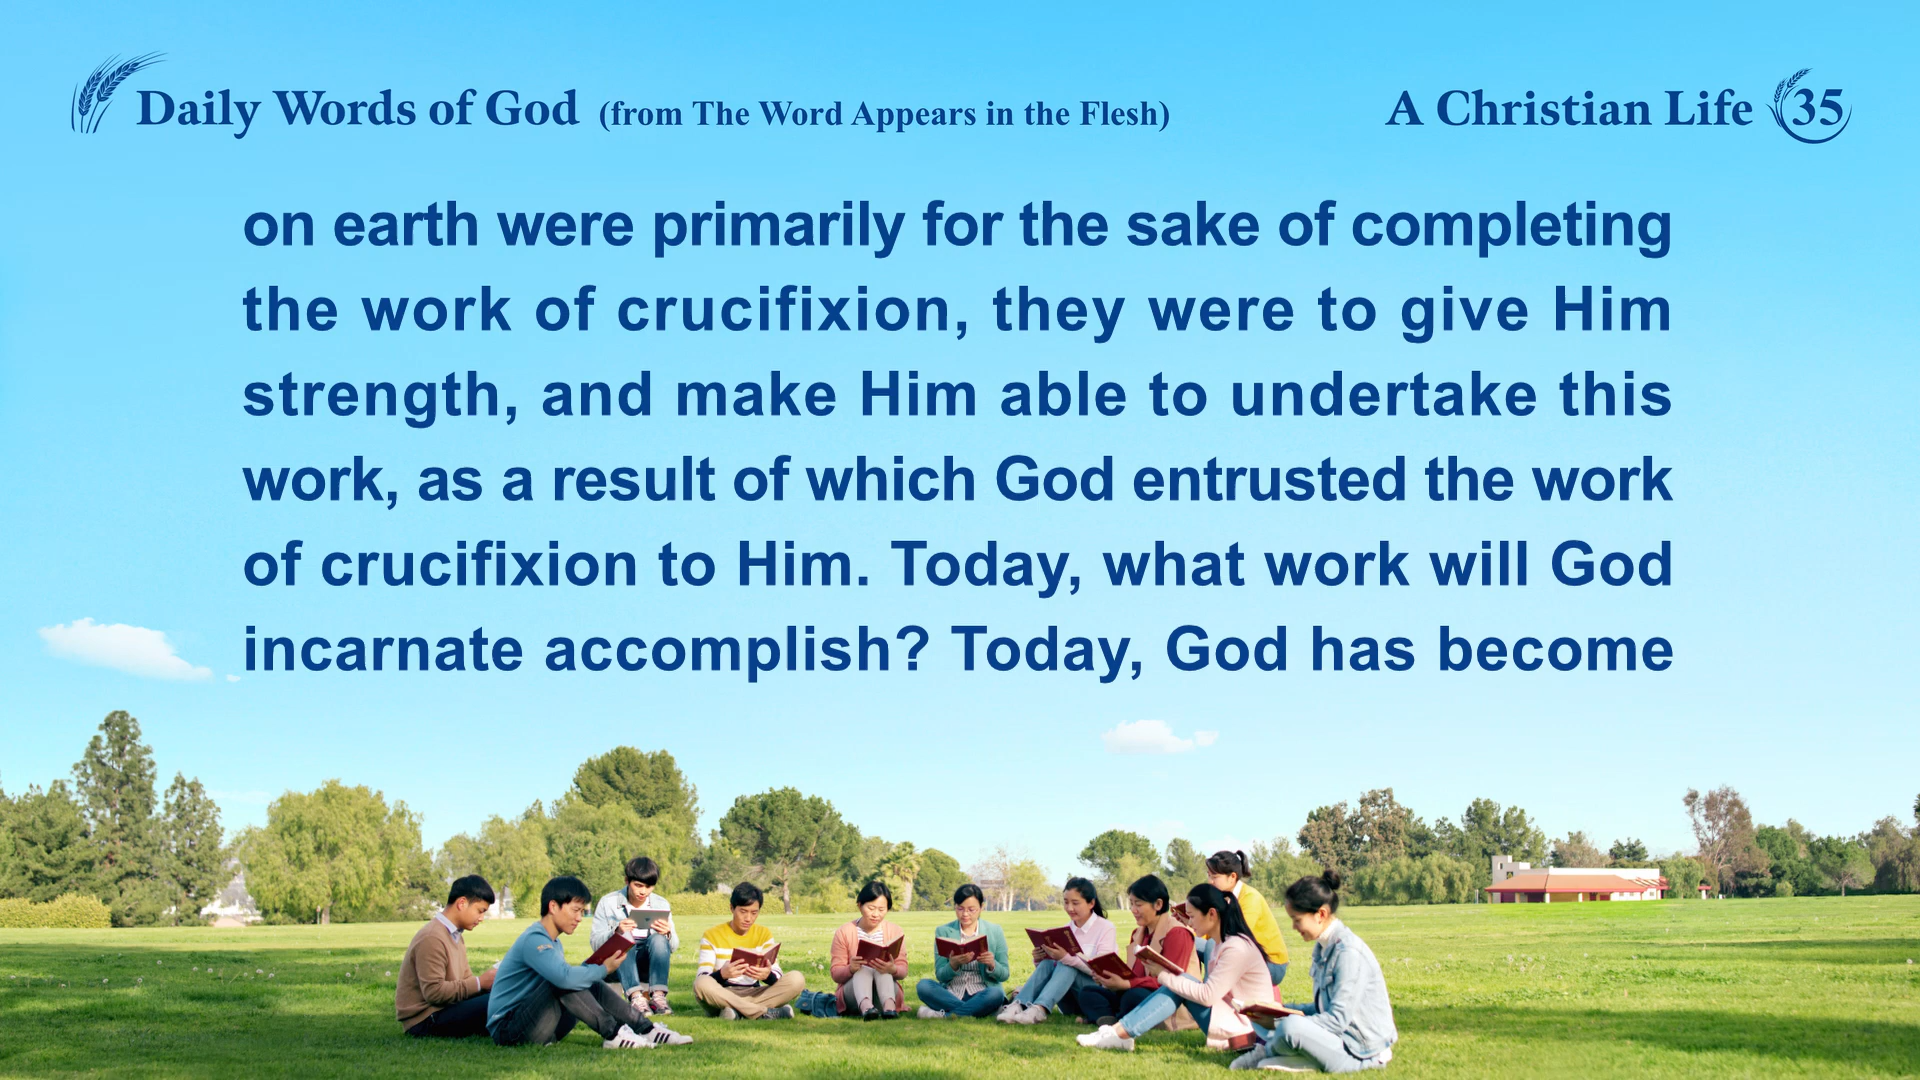 Daily Words of God (from The Word Appears in the Flesh)
A Christian Life 35
on earth were primarily for the sake of completing
the work of crucifixion, they were to give Him
strength, and make Him able to undertake this
work, as a result of which God entrusted the work
of crucifixion to Him. Today, what work will God
incarnate accomplish? Today, God has become